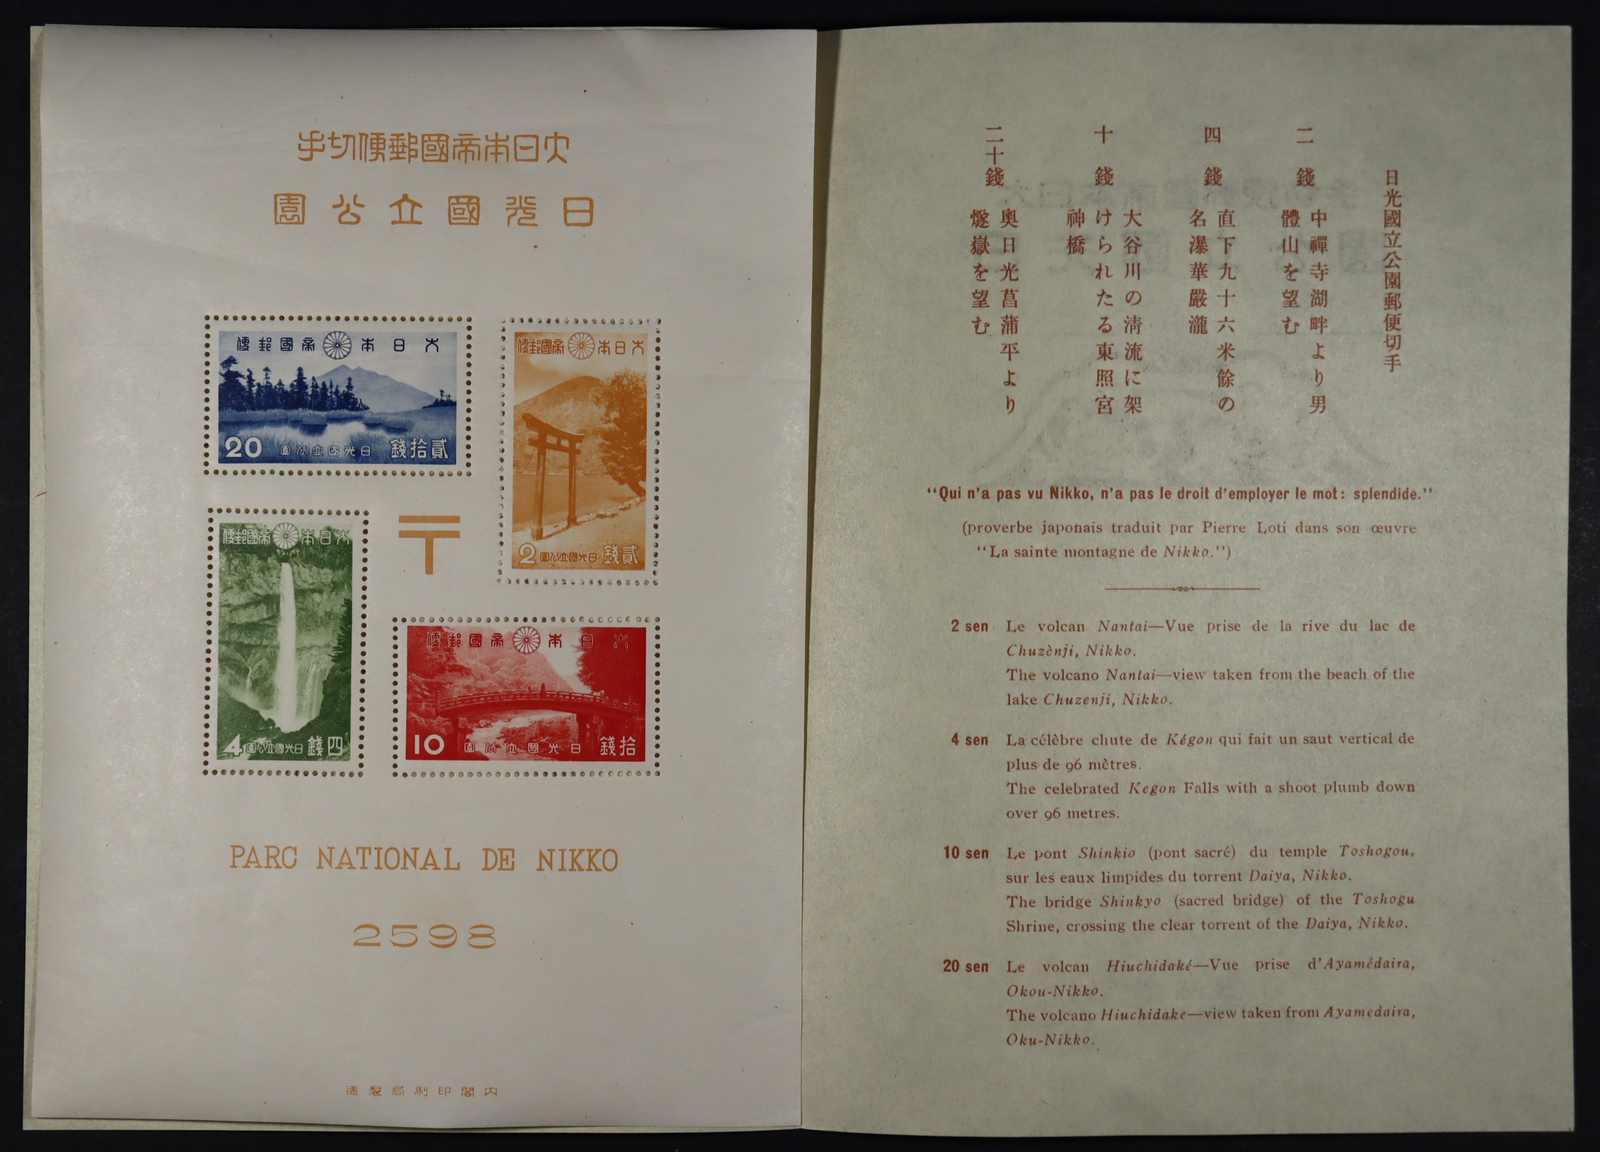 手切便郵國帝本日大
園公立國光日
便郵國帝 本日大
20 園公立國光日 錢拾貳
便郵國帝 本日大
2 園公立國光日 錢貳
便郵國帝 本日大
4 園公立國光日 錢四
〒
便郵國帝 本日大
10 園公立國光日 錢拾
PARC NATIONAL DE NIKKO
2598
造製局刷印閣内
日光國立公園郵便切手
二錢
中禪寺湖畔より男
體山を望む
四錢
直下九十六米餘の
名瀑華嚴瀧
十錢
大谷川の淸流に架
けられたる東照宮
神橋
二十錢
奧日光菖蒲平より
燧嶽を望む
“Qui n'a pas vu Nikko, n'a pas le droit d'employer le mot: splendide.”
(proverbe japonais traduit par Pierre Loti dans son œuvre
“La sainte montagne de Nikko.”)
2 sen Le volcan Nantai—Vue prise de la rive du lac de
Chuzènji, Nikko.
The volcano Nantai—view taken from the beach of the
lake Chuzenji, Nikko.
4 sen La célèbre chute de Kégon qui fait un saut vertical de
plus de 96 mètres.
The celebrated Kegon Falls with a shoot plumb down
over 96 metres.
10 sen Le pont Shinkio (pont sacré) du temple Toshogou,
sur les eaux limpides du torrent Daiya, Nikko.
The bridge Shinkyo (sacred bridge) of the Toshogu
Shrine, crossing the clear torrent of the Daiya, Nikko.
20 sen Le volcan Hiuchidaké—Vue prise d'Ayamédaira,
Okou-Nikko.
The volcano Hiuchidake—view taken from Ayamedaira,
Oku-Nikko.